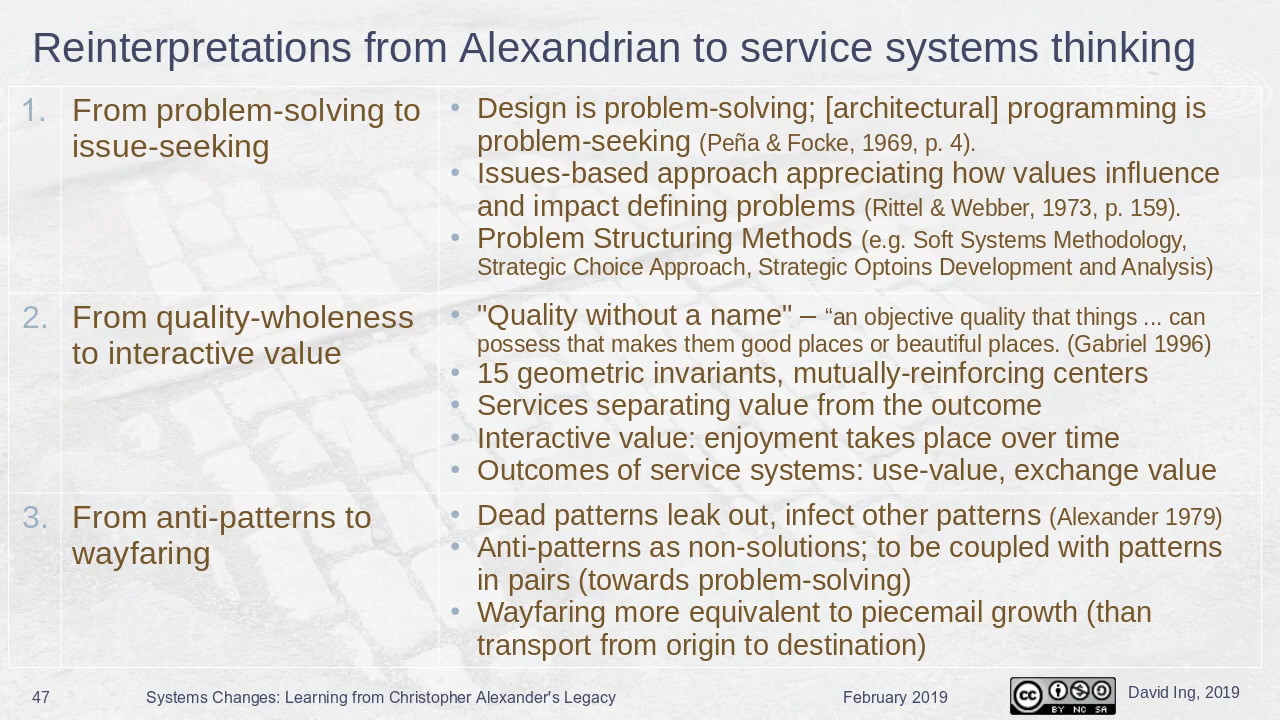 Reinterpretations from Alexandrian to service systems thinking
1. From problem-solving to
issue-seeking
• Design is problem-solving; [architectural] programming is
problem-seeking (Peña & Focke, 1969, p. 4).
• Issues-based approach appreciating how values influence
and impact defining problems (Rittel & Webber, 1973, p. 159).
• Problem Structuring Methods (e.g. Soft Systems Methodology,
Strategic Choice Approach, Strategic Optoins Development and Analysis)
2. From quality-wholeness
to interactive value
• "Quality without a name" – “an objective quality that things ... can
possess that makes them good places or beautiful places. (Gabriel 1996)
• 15 geometric invariants, mutually-reinforcing centers
• Services separating value from the outcome
• Interactive value: enjoyment takes place over time
• Outcomes of service systems: use-value, exchange value
3. From anti-patterns to
wayfaring
• Dead patterns leak out, infect other patterns (Alexander 1979)
• Anti-patterns as non-solutions; to be coupled with patterns
in pairs (towards problem-solving)
• Wayfaring more equivalent to piecemail growth (than
transport from origin to destination)
47 Systems Changes: Learning from Christopher Alexander's Legacy February 2019 cc BY NC SA David Ing, 2019